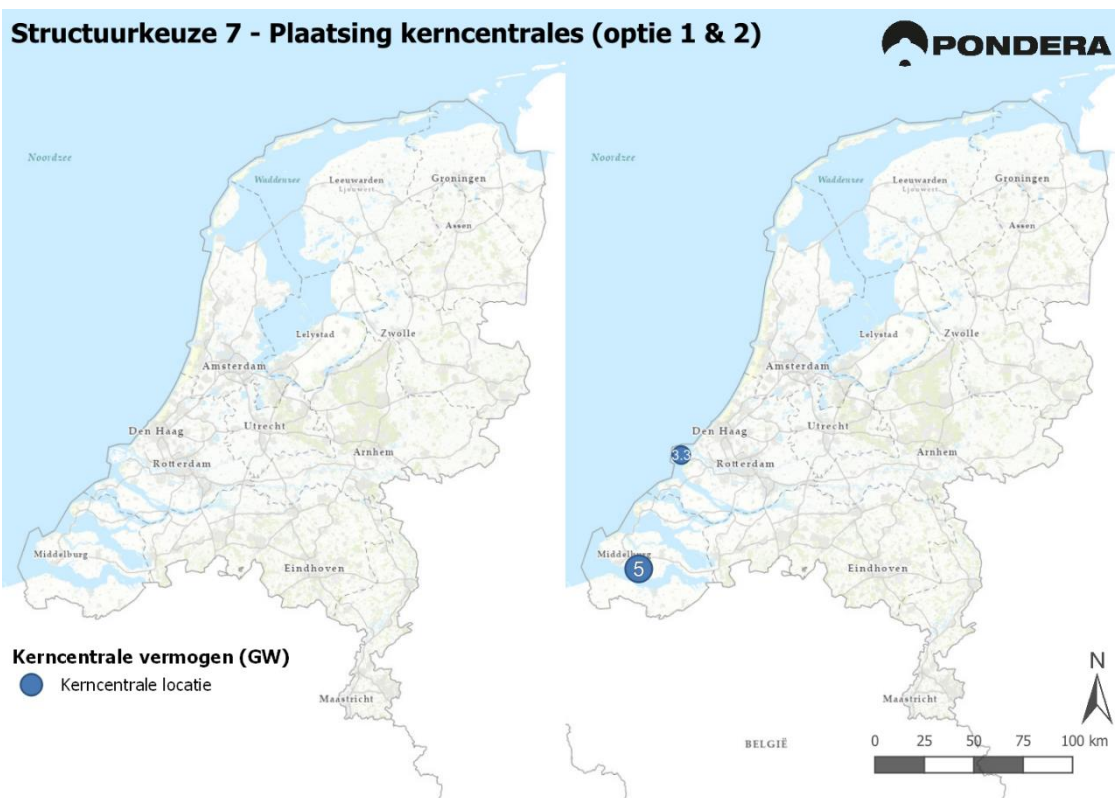 Structuurkeuze 7 - Plaatsing kerncentrales (optie 1 & 2)
PONDERA
Noordzee
Waddenzee
Leeuwarden
Ljouwert
Groningen
Assen
Lelystad
Zwolle
Amsterdam
Den Haag
Utrecht
Arnhem
Rotterdam
Middelburg
Eindhoven
Maastricht
Kerncentrale vermogen (GW)
Kerncentrale locatie
Noordzee
Waddenzee
Leeuwarden
Ljouwert
Groningen
Assen
Lelystad
Zwolle
Amsterdam
Den Haag
Utrecht
3.3
Arnhem
Rotterdam
Middelburg
5
Eindhoven
Maastricht
BELGIË
N
0 25 50 75 100 km